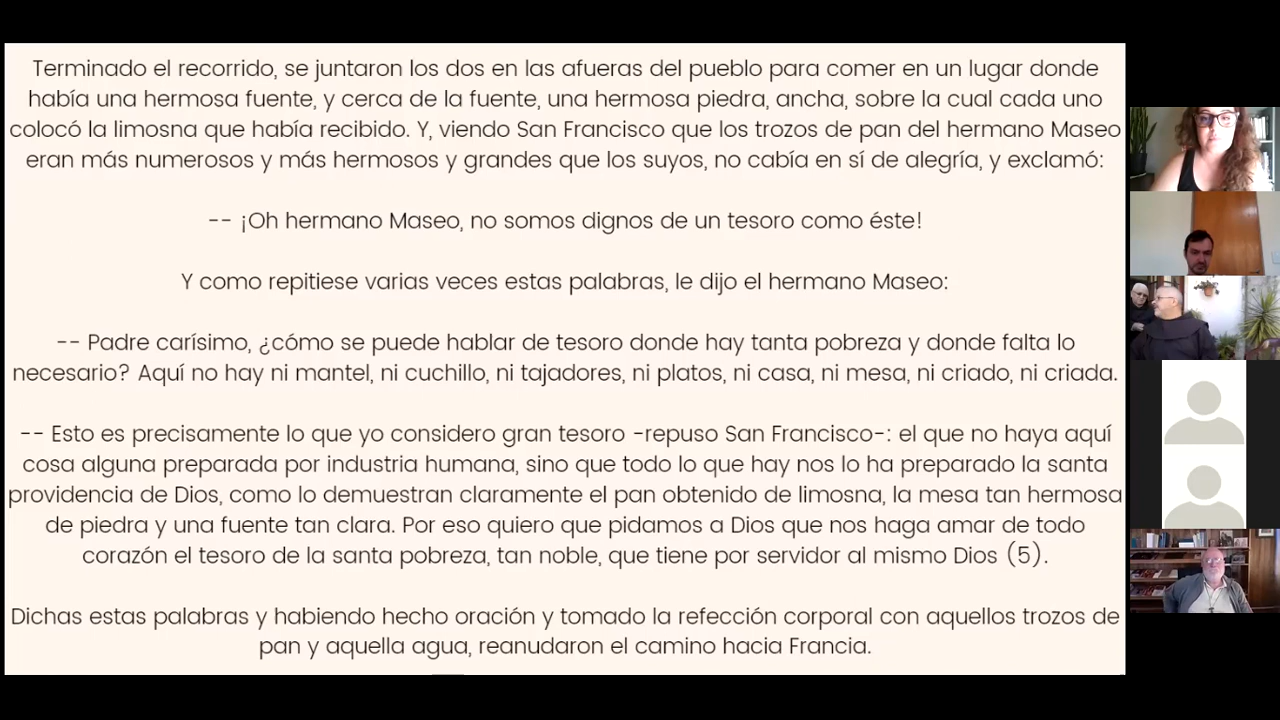 Terminado el recorrido, se juntaron los dos en las afueras del pueblo para comer en un lugar donde
había una hermosa fuente, y cerca de la fuente, una hermosa piedra, ancha, sobre la cual cada uno
colocó la limosna que había recibido. Y, viendo San Francisco que los trozos de pan del hermano Maseo
eran más numerosos y más hermosos y grandes que los suyos, no cabía en sí de alegría, y exclamó:
-- ¡Oh hermano Maseo, no somos dignos de un tesoro como éste!
Y como repitiese varias veces estas palabras, le dijo el hermano Maseo:
-- Padre carísimo, ¿cómo se puede hablar de tesoro donde hay tanta pobreza y donde falta lo
necesario? Aquí no hay ni mantel, ni cuchillo, ni tajadores, ni platos, ni casa, ni mesa, ni criado, ni criada.
-- Esto es precisamente lo que yo considero gran tesoro -repuso San Francisco-: el que no haya aquí
cosa alguna preparada por industria humana, sino que todo lo que hay nos lo ha preparado la santa
providencia de Dios, como lo demuestran claramente el pan obtenido de limosna, la mesa tan hermosa
de piedra y una fuente tan clara. Por eso quiero que pidamos a Dios que nos haga amar de todo
corazón el tesoro de la santa pobreza, tan noble, que tiene por servidor al mismo Dios (5).
Dichas estas palabras y habiendo hecho oración y tomado la refección corporal con aquellos trozos de
pan y aquella agua, reanudaron el camino hacia Francia.